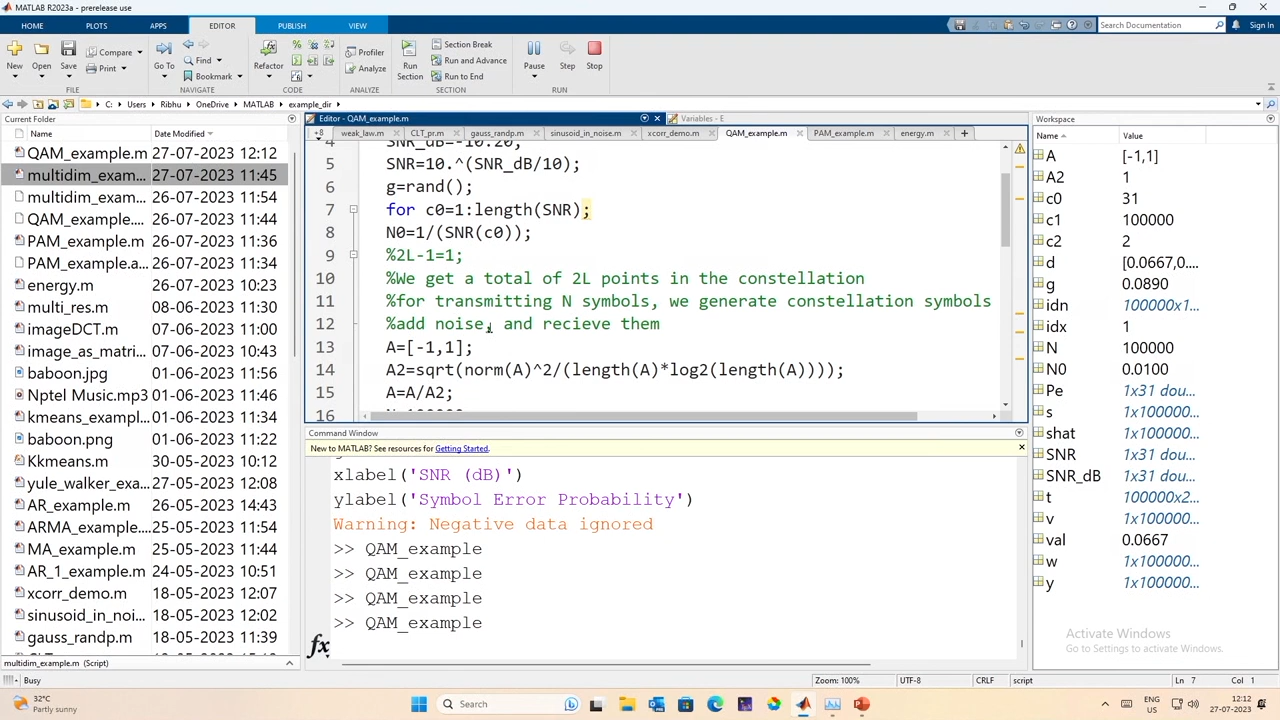 MATLAB R2023a - prerelease use
HOME PLOTS APPS EDITOR PUBLISH VIEW Search Documentation Sign In
New Open Save Compare Print Go To Find Bookmark Refactor Profiler Analyze Run Section Section Break Run and Advance Run to End Pause Step Stop
FILE NAVIGATE CODE ANALYZE SECTION RUN
C: Users Ribhu OneDrive MATLAB example_dir
Current Folder
Name Date Modified
QAM_example.m 27-07-2023 12:12
multidim_exam... 27-07-2023 11:45
multidim_exam... 26-07-2023 11:54
QAM_example.m 26-07-2023 11:44
PAM_example.m 26-07-2023 11:36
PAM_example.a... 26-07-2023 11:34
energy.m 26-07-2023 10:23
multi_res.m 08-06-2023 11:30
imageDCT.m 07-06-2023 11:00
image_as_matri... 07-06-2023 10:43
baboon.jpg 07-06-2023 10:41
Nptel Music.mp3 01-06-2023 11:46
kmeans_exampl... 01-06-2023 11:34
baboon.png 01-06-2023 11:22
Kkmeans.m 30-05-2023 10:12
yule_walker_exa... 27-05-2023 12:08
AR_example.m 26-05-2023 14:43
ARMA_example.... 25-05-2023 11:54
MA_example.m 25-05-2023 11:44
AR_1_example.m 24-05-2023 10:51
xcorr_demo.m 18-05-2023 12:07
sinusoid_in_noi... 18-05-2023 12:02
gauss_randp.m 18-05-2023 11:39
multidim_example.m (Script)
Editor - QAM_example.m Variables - E
+8 weak_law.m CLT_pr.m gauss_randp.m sinusoid_in_noise.m xcorr_demo.m QAM_example.m PAM_example.m energy.m
4 SNR_dB=-10:20;
5 SNR=10.^(SNR_dB/10);
6 g=rand();
7 for c0=1:length(SNR);
8 N0=1/(SNR(c0));
9 %2L-1=1;
10 %We get a total of 2L points in the constellation
11 %for transmitting N symbols, we generate constellation symbols
12 %add noise, and recieve them
13 A=[-1,1];
14 A2=sqrt(norm(A)^2/(length(A)*log2(length(A))));
15 A=A/A2;
16 N=100000
Command Window
New to MATLAB? See resources for Getting Started.
xlabel('SNR (dB)')
ylabel('Symbol Error Probability')
Warning: Negative data ignored
>> QAM_example
>> QAM_example
>> QAM_example
>> QAM_example
fx
Workspace
Name Value
A [-1,1]
A2 1
c0 31
c1 100000
c2 2
d [0.0667,0....
g 0.0890
idn 100000x1...
idx 1
N 100000
N0 0.0100
Pe 1x31 dou...
s 1x100000...
shat 1x100000...
SNR 1x31 dou...
SNR_dB 1x31 dou...
t 100000x2...
v 1x100000...
val 0.0667
w 1x100000...
y 1x100000...
Activate Windows
Go to Settings to activate Windows.
Busy Zoom: 100% UTF-8 CRLF script Ln 7 Col 1
32°C
Partly sunny
Search
ENG
US
12:12
27-07-2023